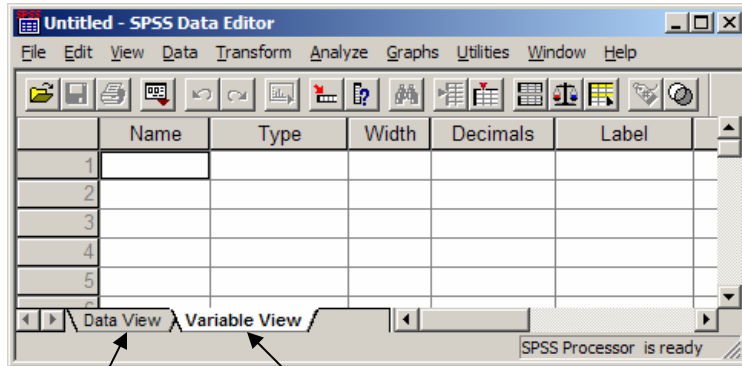 Untitled - SPSS Data Editor
File Edit View Data Transform Analyze Graphs Utilities Window Help
Name Type Width Decimals Label
1
2
3
4
5
Data View Variable View
SPSS Processor is ready